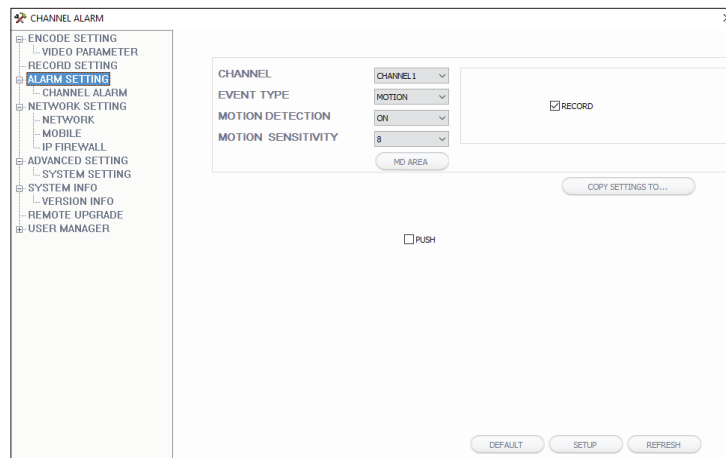 CHANNEL ALARM
ENCODE SETTING
VIDEO PARAMETER
RECORD SETTING
ALARM SETTING
CHANNEL ALARM
NETWORK SETTING
NETWORK
MOBILE
IP FIREWALL
ADVANCED SETTING
SYSTEM SETTING
SYSTEM INFO
VERSION INFO
REMOTE UPGRADE
USER MANAGER
CHANNEL CHANNEL1
EVENT TYPE MOTION
MOTION DETECTION ON
MOTION SENSITIVITY 8
MD AREA
RECORD
COPY SETTINGS TO...
PUSH
DEFAULT SETUP REFRESH